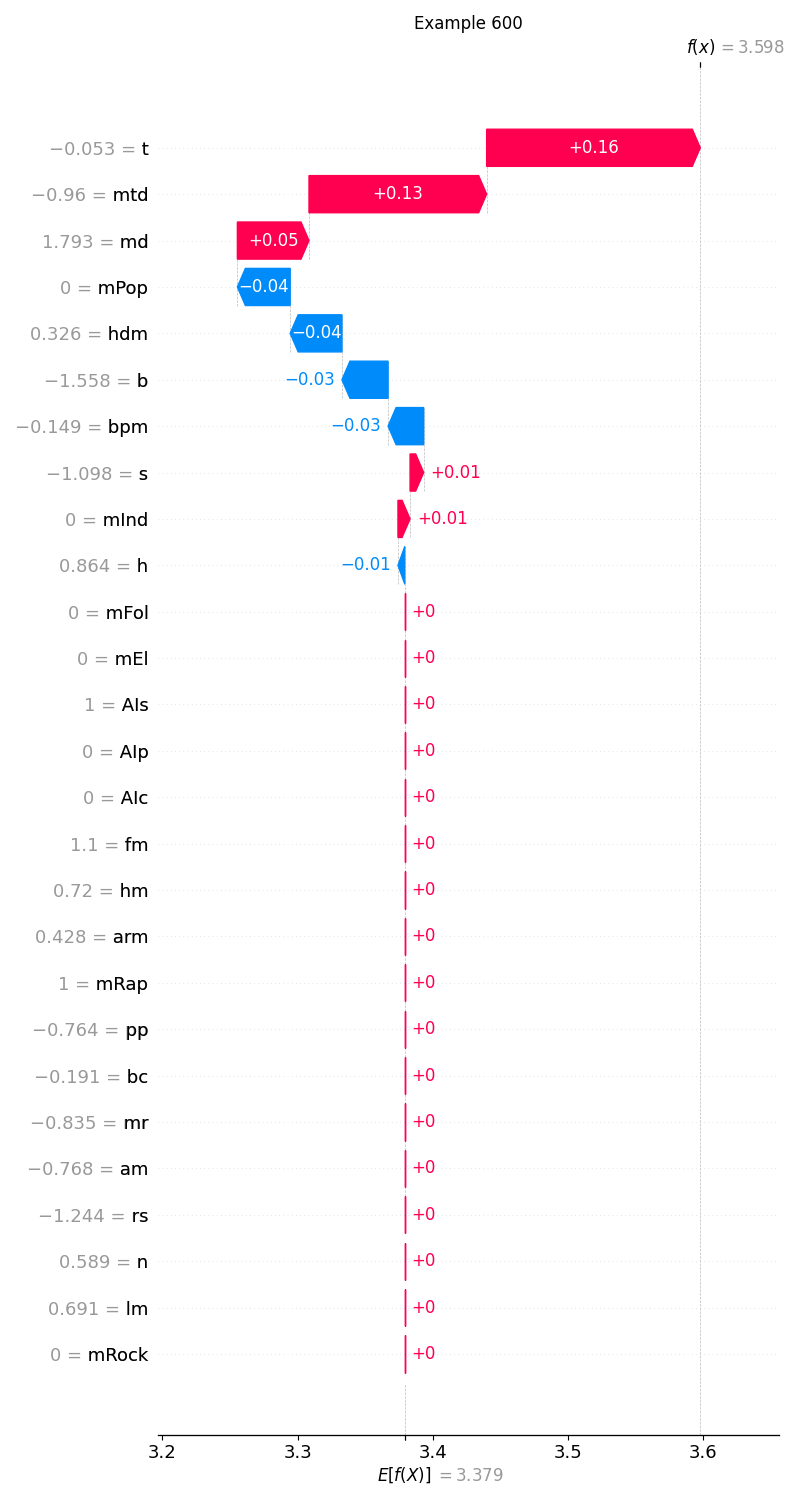 Example 600
f(x) = 3.598
−0.053 = t
+0.16
−0.96 = mtd
+0.13
1.793 = md
+0.05
0 = mPop
−0.04
0.326 = hdm
−0.04
−1.558 = b
−0.03
−0.149 = bpm
−0.03
−1.098 = s
+0.01
0 = mInd
+0.01
0.864 = h
−0.01
0 = mFol
+0
0 = mEl
+0
1 = AIs
+0
0 = AIp
+0
0 = AIc
+0
1.1 = fm
+0
0.72 = hm
+0
0.428 = arm
+0
1 = mRap
+0
−0.764 = pp
+0
−0.191 = bc
+0
−0.835 = mr
+0
−0.768 = am
+0
−1.244 = rs
+0
0.589 = n
+0
0.691 = lm
+0
0 = mRock
+0
3.2 3.3 3.4 3.5 3.6
E[f(X)] = 3.379